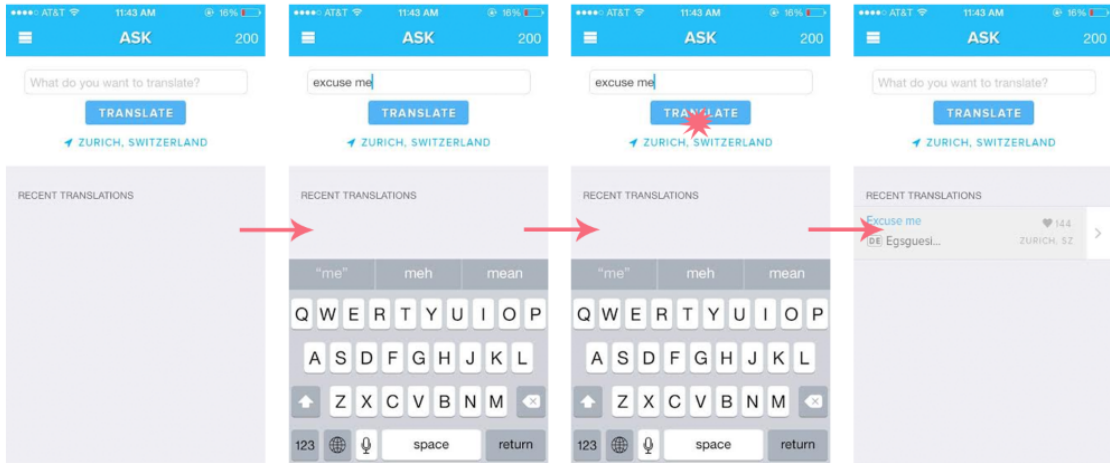 AT&T 11:43 AM 16%
ASK 200
What do you want to translate?
TRANSLATE
ZURICH, SWITZERLAND
RECENT TRANSLATIONS
AT&T 11:43 AM 16%
ASK 200
excuse me
TRANSLATE
ZURICH, SWITZERLAND
RECENT TRANSLATIONS
"me" meh mean
Q W E R T Y U I O P
A S D F G H J K L
Z X C V B N M
123 space return
AT&T 11:43 AM 16%
ASK 200
excuse me
TRANSLATE
ZURICH, SWITZERLAND
RECENT TRANSLATIONS
"me" meh mean
Q W E R T Y U I O P
A S D F G H J K L
Z X C V B N M
123 space return
AT&T 11:43 AM 16%
ASK 200
What do you want to translate?
TRANSLATE
ZURICH, SWITZERLAND
RECENT TRANSLATIONS
Excuse me 144
DE Egsguesi... ZURICH, SZ